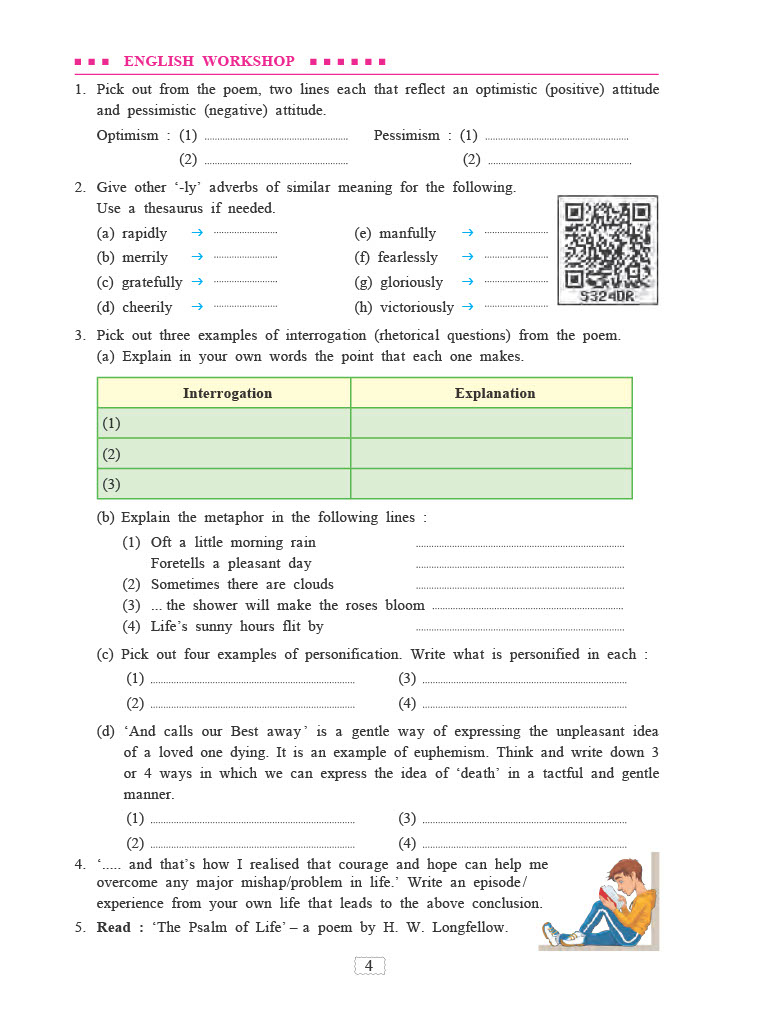 ENGLISH WORKSHOP
1. Pick out from the poem, two lines each that reflect an optimistic (positive) attitude
and pessimistic (negative) attitude.
Optimism : (1) .................... Pessimism : (1) ....................
(2) .................... (2) ....................
2. Give other ‘-ly’ adverbs of similar meaning for the following.
Use a thesaurus if needed.
(a) rapidly → .................... (e) manfully → ....................
(b) merrily → .................... (f) fearlessly → ....................
(c) gratefully → .................... (g) gloriously → ....................
(d) cheerily → .................... (h) victoriously → ....................
S324DR
3. Pick out three examples of interrogation (rhetorical questions) from the poem.
(a) Explain in your own words the point that each one makes.
Interrogation Explanation
(1)
(2)
(3)
(b) Explain the metaphor in the following lines :
(1) Oft a little morning rain ....................
Foretells a pleasant day ....................
(2) Sometimes there are clouds ....................
(3) ... the shower will make the roses bloom ....................
(4) Life’s sunny hours flit by ....................
(c) Pick out four examples of personification. Write what is personified in each :
(1) .................... (3) ....................
(2) .................... (4) ....................
(d) ‘And calls our Best away’ is a gentle way of expressing the unpleasant idea
of a loved one dying. It is an example of euphemism. Think and write down 3
or 4 ways in which we can express the idea of ‘death’ in a tactful and gentle
manner.
(1) .................... (3) ....................
(2) .................... (4) ....................
4. ‘..... and that’s how I realised that courage and hope can help me
overcome any major mishap/problem in life.’ Write an episode/
experience from your own life that leads to the above conclusion.
5. Read : ‘The Psalm of Life’ – a poem by H. W. Longfellow.
4